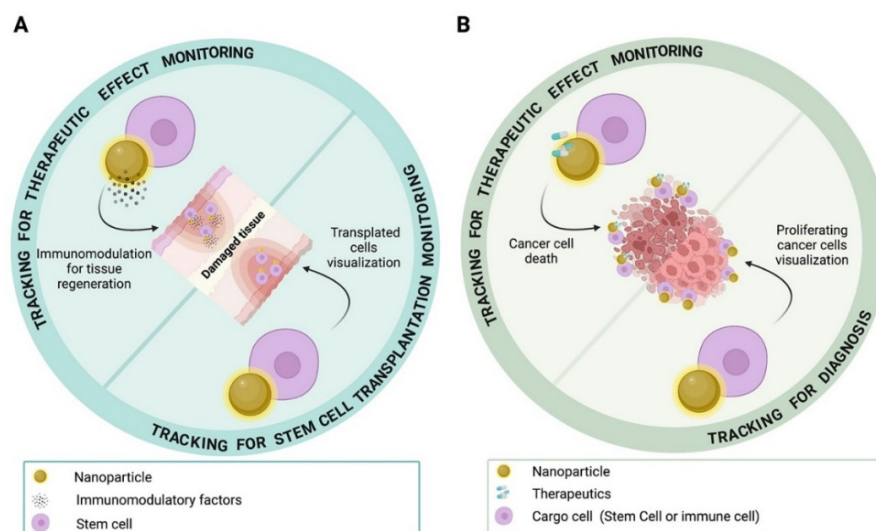 A
TRACKING FOR THERAPEUTIC EFFECT MONITORING
TRACKING FOR STEM CELL TRANSPLANTATION MONITORING
Immunomodulation
for tissue
regeneration
Damaged tissue
Transplated
cells
visualization
Nanoparticle
Immunomodulatory factors
Stem cell
B
TRACKING FOR THERAPEUTIC EFFECT MONITORING
TRACKING FOR DIAGNOSIS
Cancer cell
death
Proliferating
cancer cells
visualization
Nanoparticle
Therapeutics
Cargo cell (Stem Cell or immune cell)